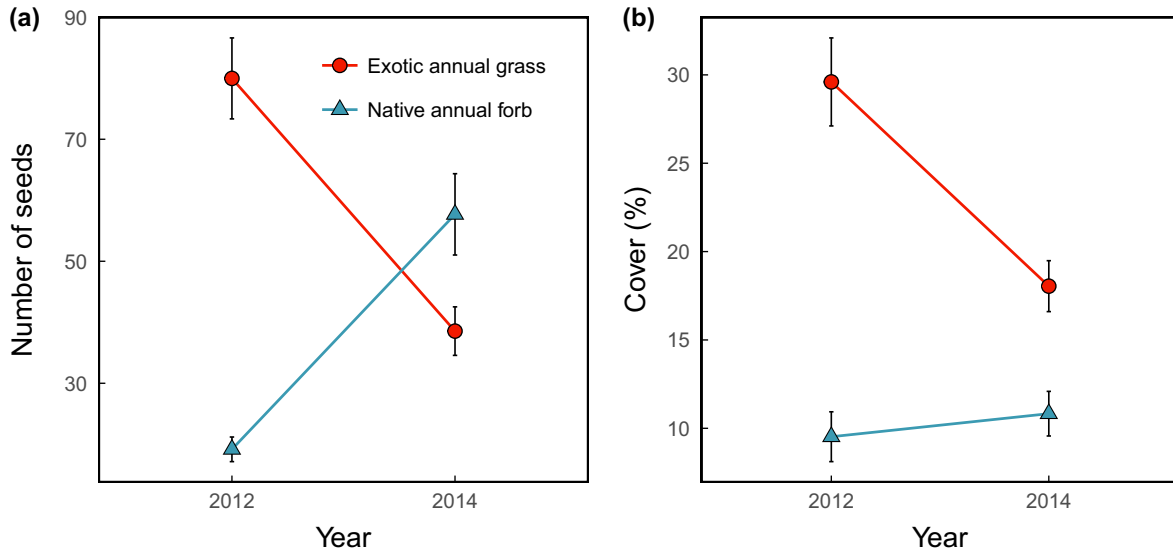 (a)
Number of seeds
90
70
50
30
Exotic annual grass
Native annual forb
2012
2014
Year
(b)
Cover (%)
30
25
20
15
10
2012
2014
Year